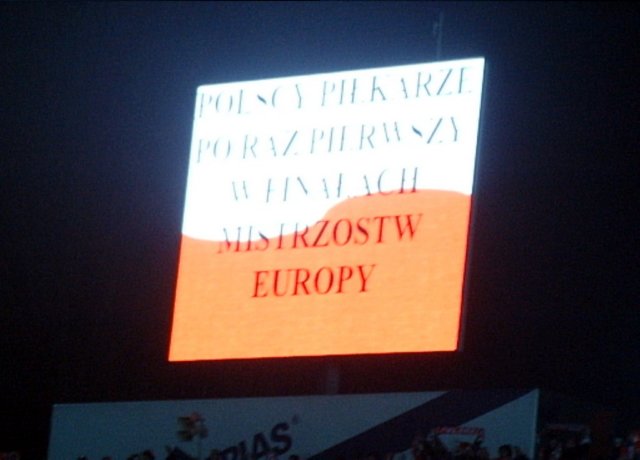 POLSCY PIŁKARZE
PO RAZ PIERWSZY
W FINAŁACH
MISTRZOSTW
EUROPY